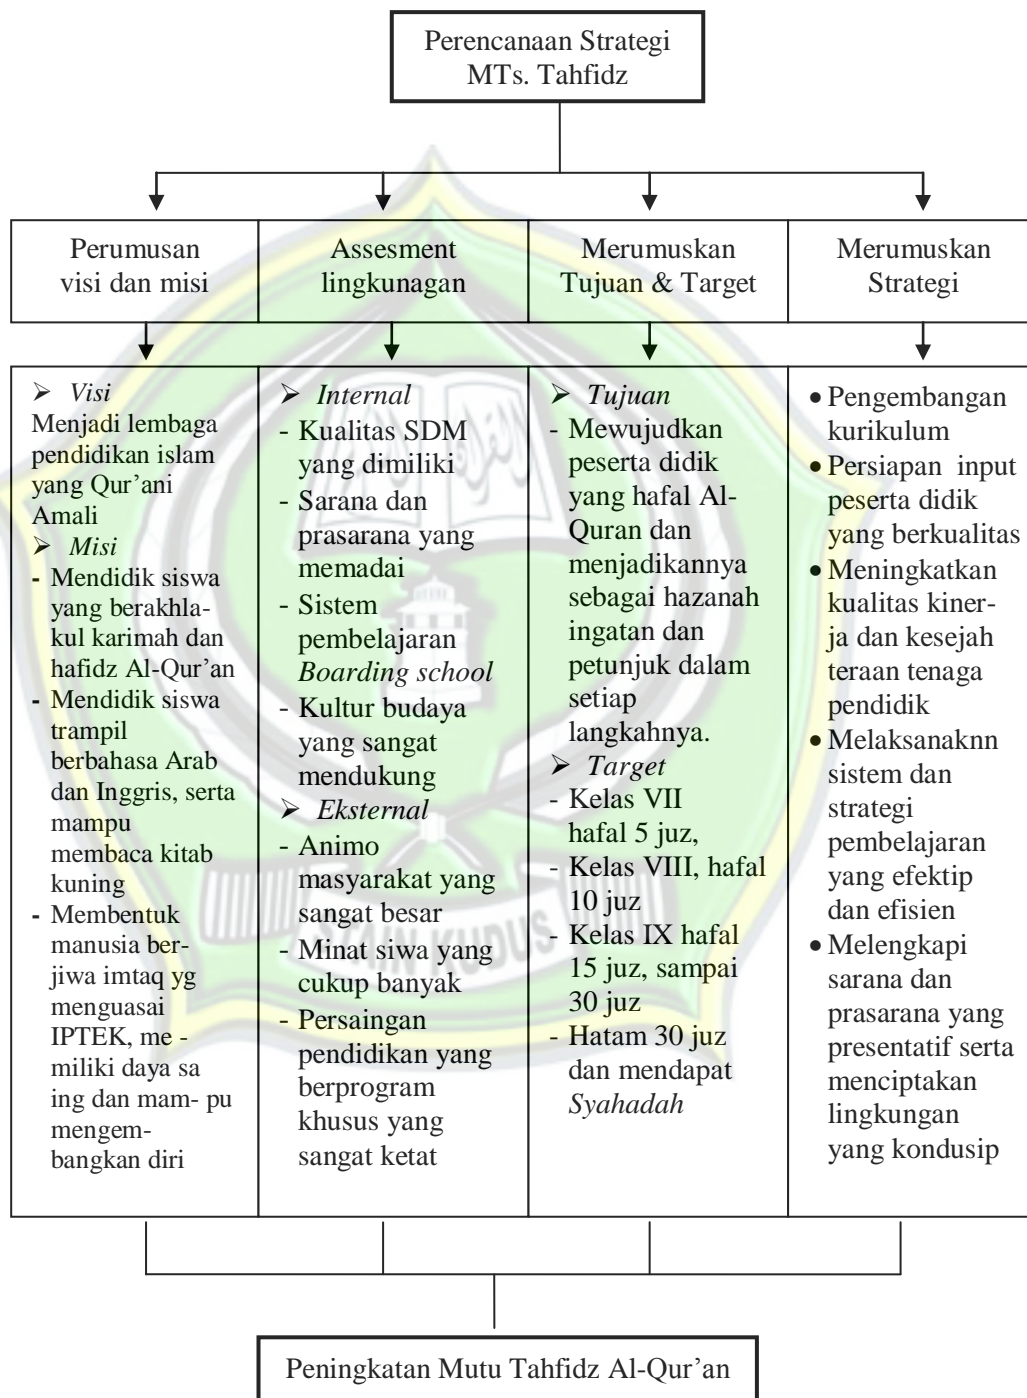 Perencanaan Strategi
MTs. Tahfidz
Perumusan
visi dan misi
Assesment
lingkunagan
Merumuskan
Tujuan & Target
Merumuskan
Strategi
➢ Visi
Menjadi lembaga
pendidikan islam
yang Qur'ani
Amali
➢ Misi
- Mendidik siswa
yang berakhla-
kul karimah dan
hafidz Al-Qur'an
- Mendidik siswa
trampil
berbahasa Arab
dan Inggris, serta
mampu
membaca kitab
kuning
- Membentuk
manusia ber-
jiwa imtaq yg
menguasai
IPTEK, me -
miliki daya sa
ing dan mam- pu
mengem-
bangkan diri
➢ Internal
- Kualitas SDM
yang dimiliki
- Sarana dan
prasarana yang
memadai
- Sistem
pembelajaran
Boarding school
- Kultur budaya
yang sangat
mendukung
➢ Eksternal
- Animo
masyarakat yang
sangat besar
- Minat siwa yang
cukup banyak
- Persaingan
pendidikan yang
berprogram
khusus yang
sangat ketat
➢ Tujuan
- Mewujudkan
peserta didik
yang hafal Al-
Quran dan
menjadikannya
sebagai hazanah
ingatan dan
petunjuk dalam
setiap
langkahnya.
➢ Target
- Kelas VII
hafal 5 juz,
- Kelas VIII, hafal
10 juz
- Kelas IX hafal
15 juz, sampai
30 juz
- Hatam 30 juz
dan mendapat
Syahadah
• Pengembangan
kurikulum
• Persiapan input
peserta didik
yang berkualitas
• Meningkatkan
kualitas kiner-
ja dan kesejah
teraan tenaga
pendidik
• Melaksanaknn
sistem dan
strategi
pembelajaran
yang efektip
dan efisien
• Melengkapi
sarana dan
prasarana yang
presentatif serta
menciptakan
lingkungan
yang kondusip
STAIN KUDUS
Peningkatan Mutu Tahfidz Al-Qur'an